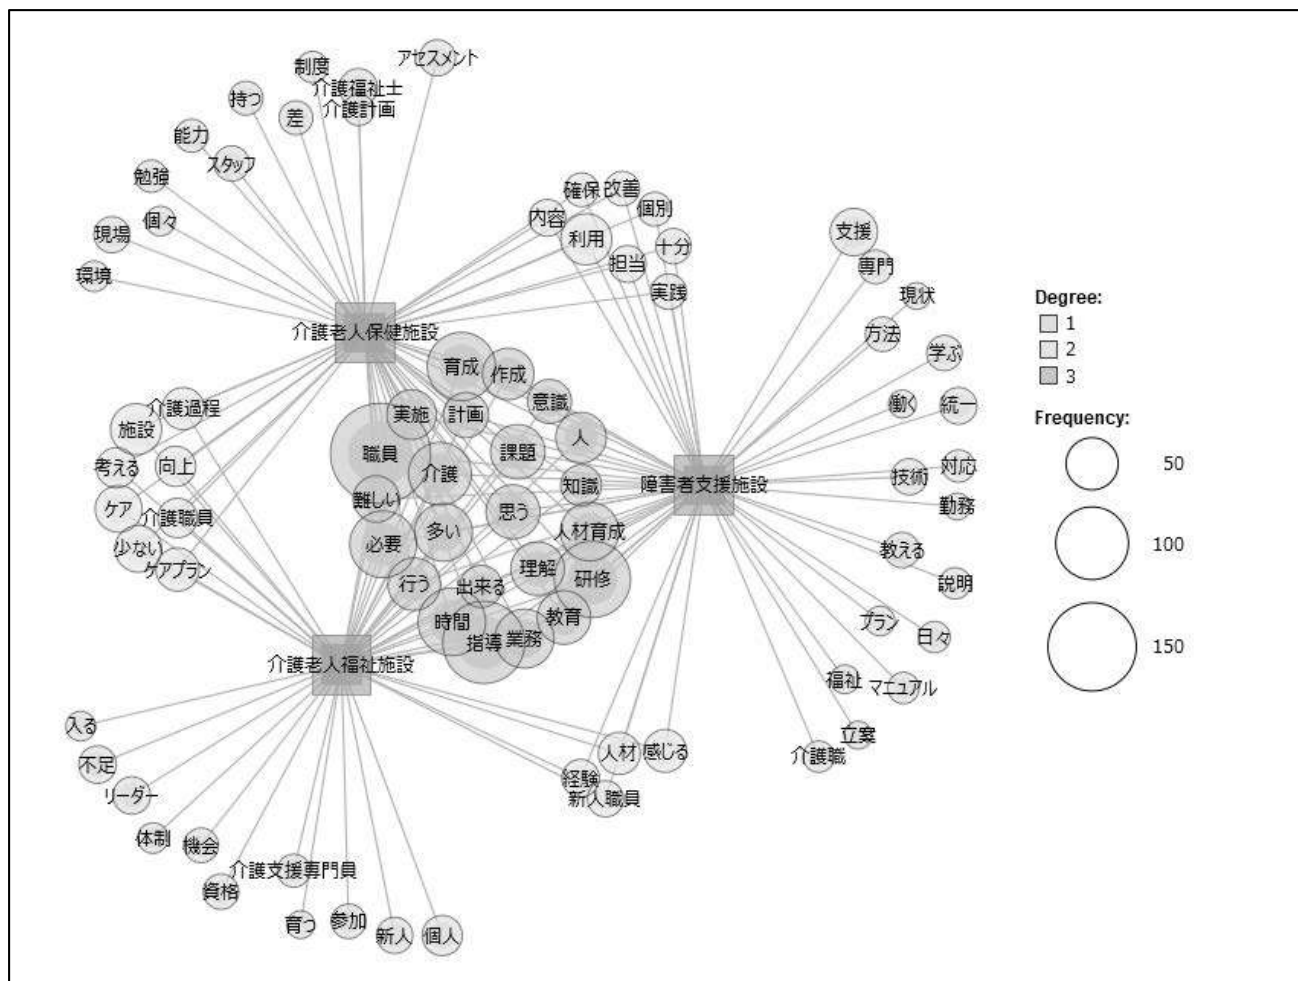 アセスメント
制度
介護福祉士
介護計画
持つ
差
能力
スタッフ
勉強
個々
現場
環境
確保
改善
内容
個別
利用
十分
担当
実践
支援
専門
現状
方法
学ぶ
働く
統一
技術
対応
勤務
教える
説明
プラン
日々
福祉
マニュアル
立案
介護職
介護老人保健施設
育成
作成
実施
計画
意識
職員
課題
人
介護
知識
難しい
思う
必要
多い
人材育成
理解
研修
行う
出来る
時間
教育
指導
業務
障害者支援施設
介護過程
施設
考える
向上
ケア
介護職員
少ない
ケアプラン
介護老人福祉施設
入る
不足
リーダー
体制
機会
資格
介護支援専門員
育つ
参加
新人
個人
人材
感じる
経験
新人職員
Degree:
1
2
3
Frequency:
50
100
150